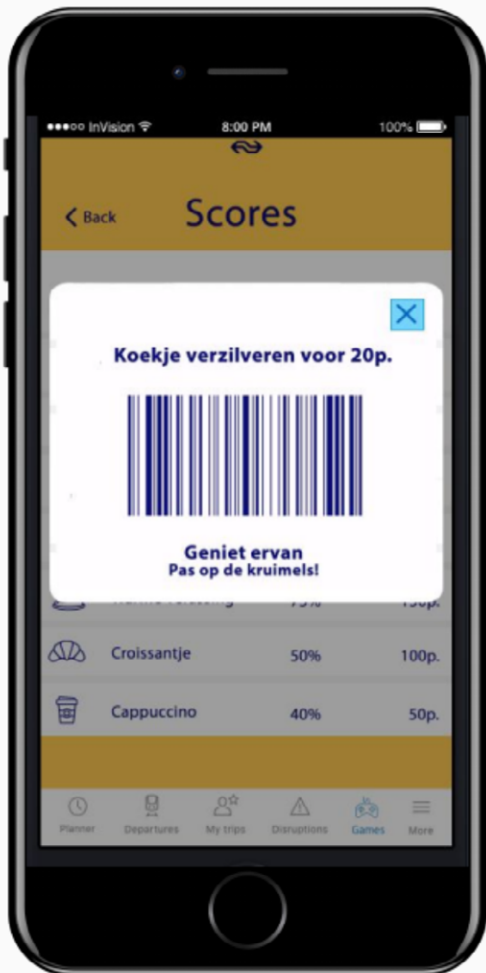 InVision 8:00 PM 100%
Back Scores
Koekje verzilveren voor 20p.
Geniet ervan
Pas op de kruimels!
Croissantje 50% 100p.
Cappuccino 40% 50p.
Planner Departures My trips Disruptions Games More